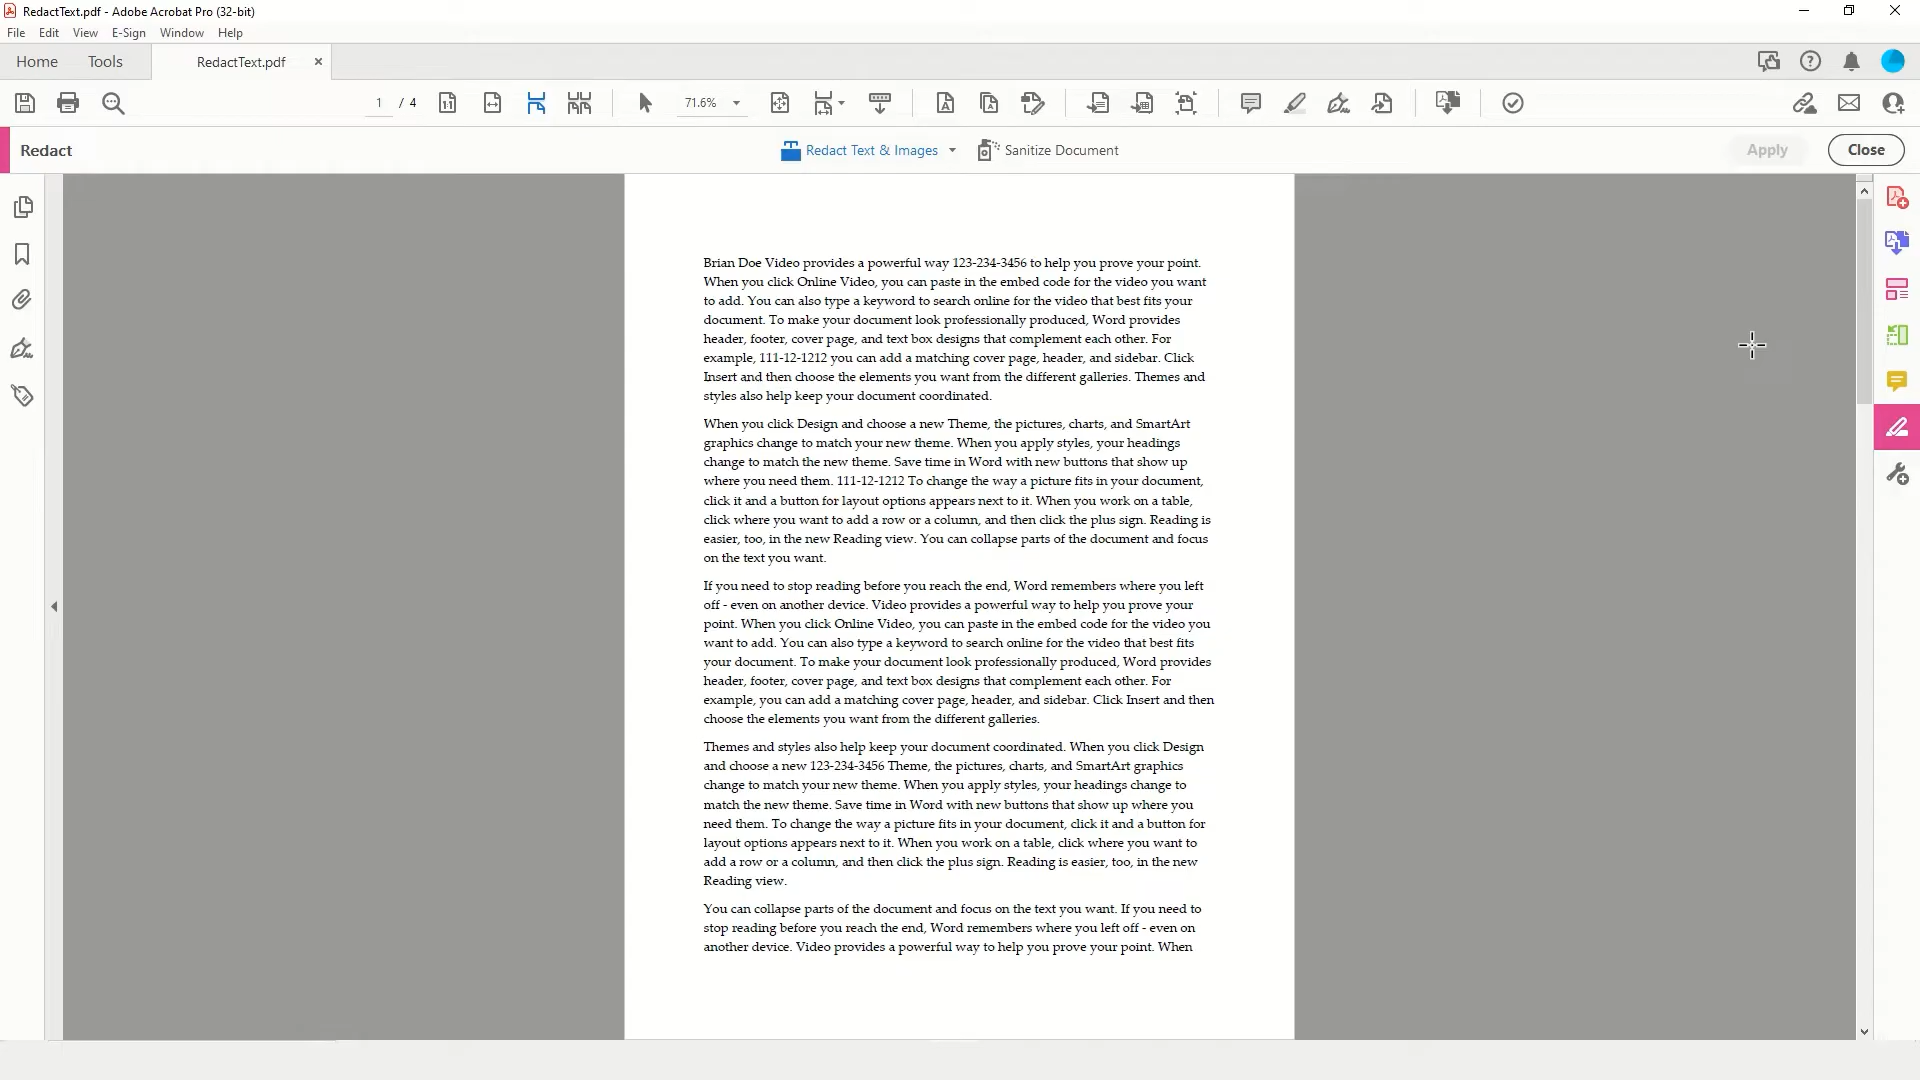 RedactText.pdf - Adobe Acrobat Pro (32-bit)
File Edit View E-Sign Window Help
Home Tools RedactText.pdf
1 / 4 71.6%
Redact Redact Text & Images Sanitize Document Apply Close
Brian Doe Video provides a powerful way 123-234-3456 to help you prove your point.
When you click Online Video, you can paste in the embed code for the video you want
to add. You can also type a keyword to search online for the video that best fits your
document. To make your document look professionally produced, Word provides
header, footer, cover page, and text box designs that complement each other. For
example, 111-12-1212 you can add a matching cover page, header, and sidebar. Click
Insert and then choose the elements you want from the different galleries. Themes and
styles also help keep your document coordinated.
When you click Design and choose a new Theme, the pictures, charts, and SmartArt
graphics change to match your new theme. When you apply styles, your headings
change to match the new theme. Save time in Word with new buttons that show up
where you need them. 111-12-1212 To change the way a picture fits in your document,
click it and a button for layout options appears next to it. When you work on a table,
click where you want to add a row or a column, and then click the plus sign. Reading is
easier, too, in the new Reading view. You can collapse parts of the document and focus
on the text you want.
If you need to stop reading before you reach the end, Word remembers where you left
off - even on another device. Video provides a powerful way to help you prove your
point. When you click Online Video, you can paste in the embed code for the video you
want to add. You can also type a keyword to search online for the video that best fits
your document. To make your document look professionally produced, Word provides
header, footer, cover page, and text box designs that complement each other. For
example, you can add a matching cover page, header, and sidebar. Click Insert and then
choose the elements you want from the different galleries.
Themes and styles also help keep your document coordinated. When you click Design
and choose a new 123-234-3456 Theme, the pictures, charts, and SmartArt graphics
change to match your new theme. When you apply styles, your headings change to
match the new theme. Save time in Word with new buttons that show up where you
need them. To change the way a picture fits in your document, click it and a button for
layout options appears next to it. When you work on a table, click where you want to
add a row or a column, and then click the plus sign. Reading is easier, too, in the new
Reading view.
You can collapse parts of the document and focus on the text you want. If you need to
stop reading before you reach the end, Word remembers where you left off - even on
another device. Video provides a powerful way to help you prove your point. When